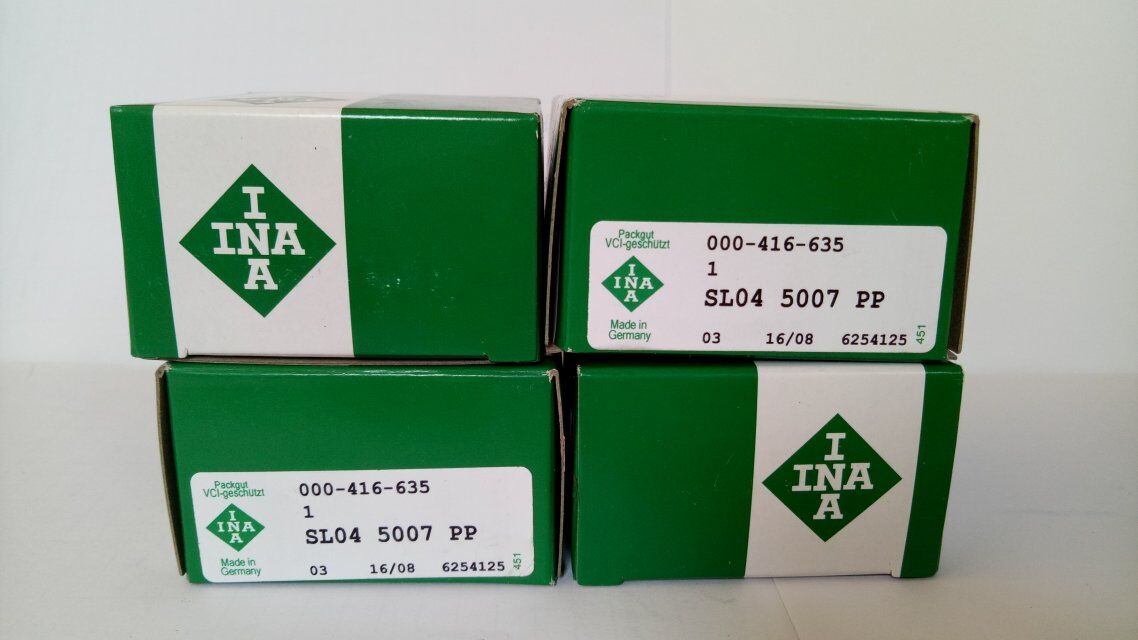 I
INA
A
Packgut
VCI-geschützt
000-416-635
1
INA
SL04 5007 PP
Made in
Germany
03 16/08 6254125
451
Packgut
VCI-geschützt
000-416-635
1
INA
SL04 5007 PP
Made in
Germany
03 16/08 6254125
451
I
INA
A